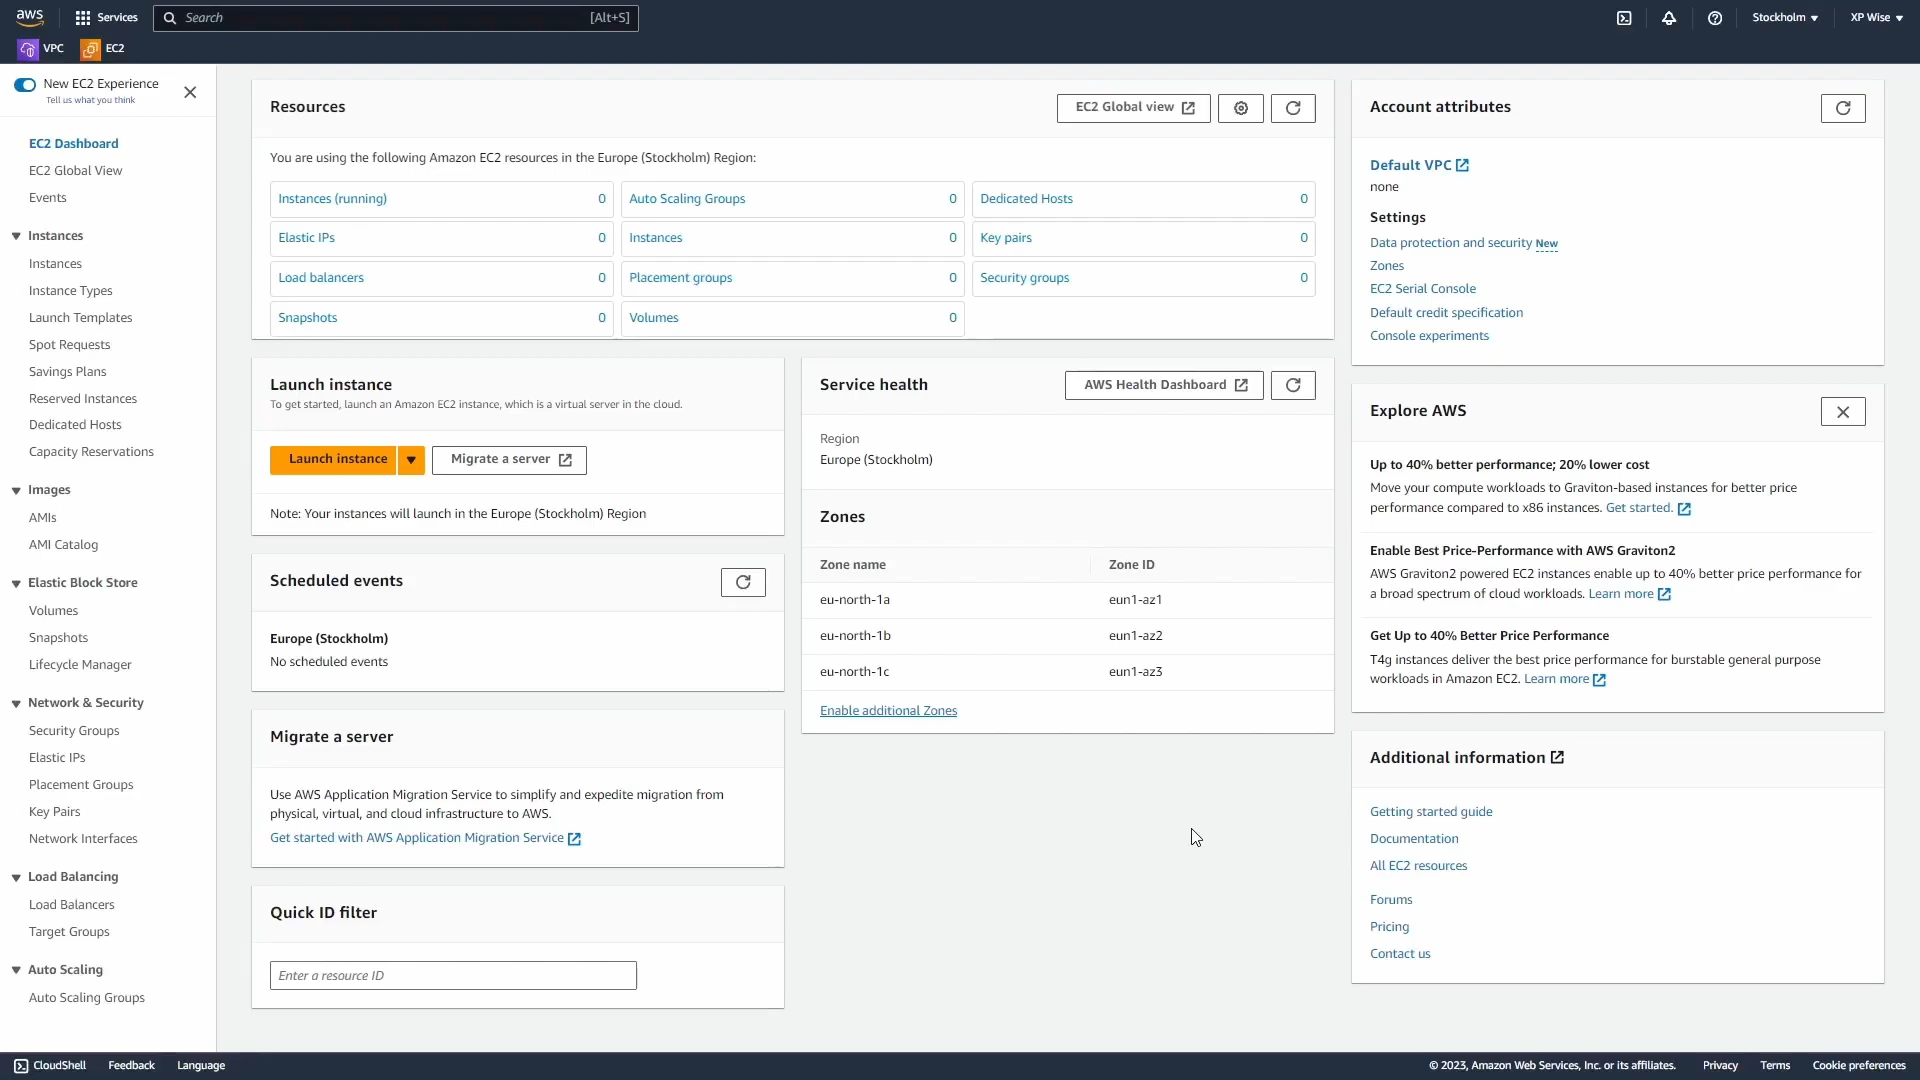 aws
Services
Search
[Alt+S]
Stockholm
XP Wise
VPC
EC2
New EC2 Experience
Tell us what you think
EC2 Dashboard
EC2 Global View
Events
Instances
Instances
Instance Types
Launch Templates
Spot Requests
Savings Plans
Reserved Instances
Dedicated Hosts
Capacity Reservations
Images
AMIs
AMI Catalog
Elastic Block Store
Volumes
Snapshots
Lifecycle Manager
Network & Security
Security Groups
Elastic IPs
Placement Groups
Key Pairs
Network Interfaces
Load Balancing
Load Balancers
Target Groups
Auto Scaling
Auto Scaling Groups
Resources
EC2 Global view
You are using the following Amazon EC2 resources in the Europe (Stockholm) Region:
Instances (running) 0
Auto Scaling Groups 0
Dedicated Hosts 0
Elastic IPs 0
Instances 0
Key pairs 0
Load balancers 0
Placement groups 0
Security groups 0
Snapshots 0
Volumes 0
Launch instance
To get started, launch an Amazon EC2 instance, which is a virtual server in the cloud.
Launch instance
Migrate a server
Note: Your instances will launch in the Europe (Stockholm) Region
Scheduled events
Europe (Stockholm)
No scheduled events
Migrate a server
Use AWS Application Migration Service to simplify and expedite migration from
physical, virtual, and cloud infrastructure to AWS.
Get started with AWS Application Migration Service
Quick ID filter
Enter a resource ID
Service health
AWS Health Dashboard
Region
Europe (Stockholm)
Zones
Zone name Zone ID
eu-north-1a eun1-az1
eu-north-1b eun1-az2
eu-north-1c eun1-az3
Enable additional Zones
Account attributes
Default VPC
none
Settings
Data protection and security New
Zones
EC2 Serial Console
Default credit specification
Console experiments
Explore AWS
Up to 40% better performance; 20% lower cost
Move your compute workloads to Graviton-based instances for better price
performance compared to x86 instances. Get started.
Enable Best Price-Performance with AWS Graviton2
AWS Graviton2 powered EC2 instances enable up to 40% better price performance for
a broad spectrum of cloud workloads. Learn more
Get Up to 40% Better Price Performance
T4g instances deliver the best price performance for burstable general purpose
workloads in Amazon EC2. Learn more
Additional information
Getting started guide
Documentation
All EC2 resources
Forums
Pricing
Contact us
CloudShell
Feedback
Language
© 2023, Amazon Web Services, Inc. or its affiliates.
Privacy
Terms
Cookie preferences